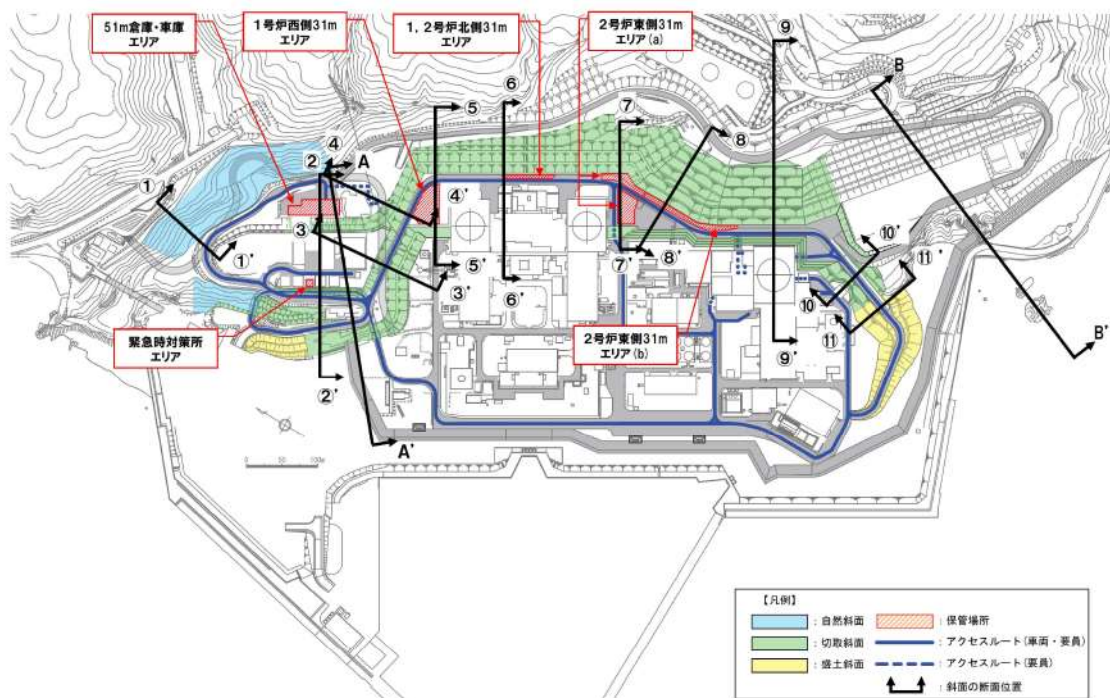 51m倉庫・車庫
エリア
1号炉西側31m
エリア
1，2号炉北側31m
エリア
2号炉東側31m
エリア(a)
⑨
B
⑥
⑤
⑦
⑧
④
②
A
①
③
④'
①'
⑤'
③'
⑥'
⑦'
⑧'
⑩'
⑪'
⑩
⑪
緊急時対策所
エリア
2号炉東側31m
エリア(b)
⑨'
B'
②'
A'
0
50
100m
【凡例】
：自然斜面
：保管場所
：切取斜面
：アクセスルート(車両・要員)
：盛土斜面
：アクセスルート(要員)
：斜面の断面位置